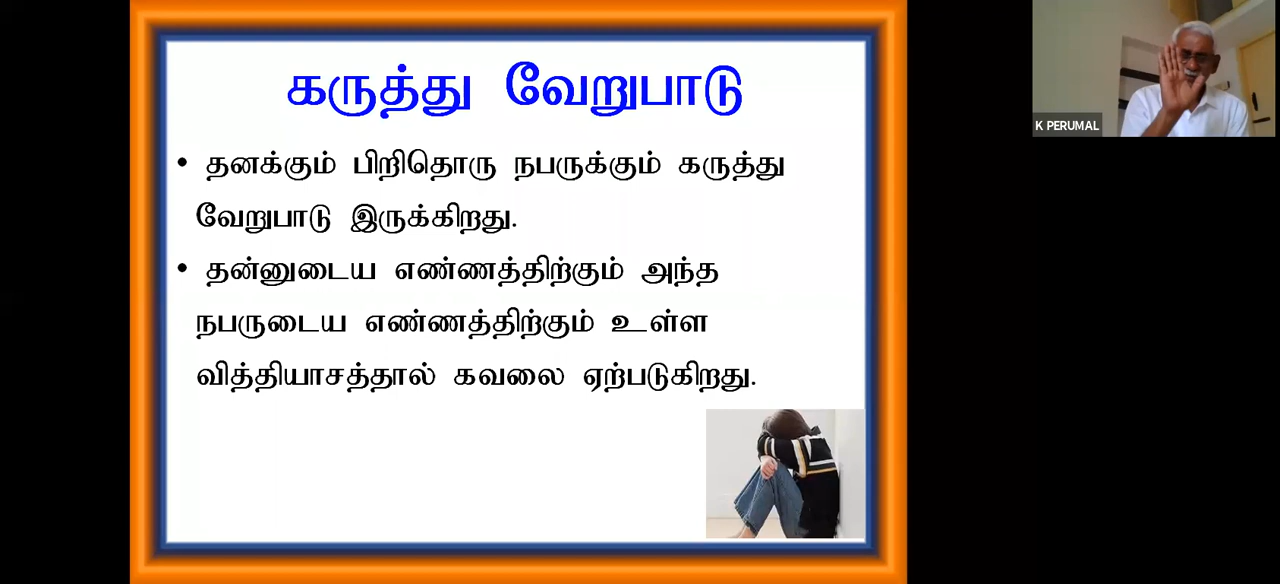 கருத்து வேறுபாடு
• தனக்கும் பிறிதொரு நபருக்கும் கருத்து
வேறுபாடு இருக்கிறது.
• தன்னுடைய எண்ணத்திற்கும் அந்த
நபருடைய எண்ணத்திற்கும் உள்ள
வித்தியாசத்தால் கவலை ஏற்படுகிறது.
K PERUMAL